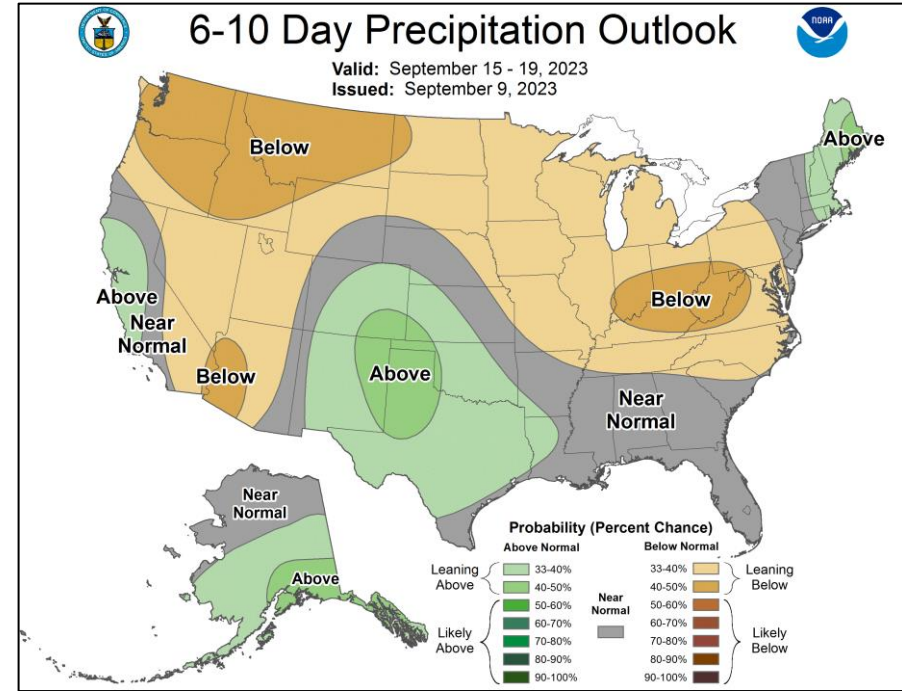 6-10 Day Precipitation Outlook
NOAA
Valid: September 15 - 19, 2023
Issued: September 9, 2023
Below
Above
Above
Near
Normal
Below
Above
Below
Near
Normal
Near
Normal
Above
Probability (Percent Chance)
Above Normal
Below Normal
Leaning
Above
33-40%
40-50%
Likely
Above
50-60%
60-70%
70-80%
80-90%
90-100%
Near
Normal
33-40%
40-50%
Leaning
Below
50-60%
60-70%
70-80%
80-90%
90-100%
Likely
Below